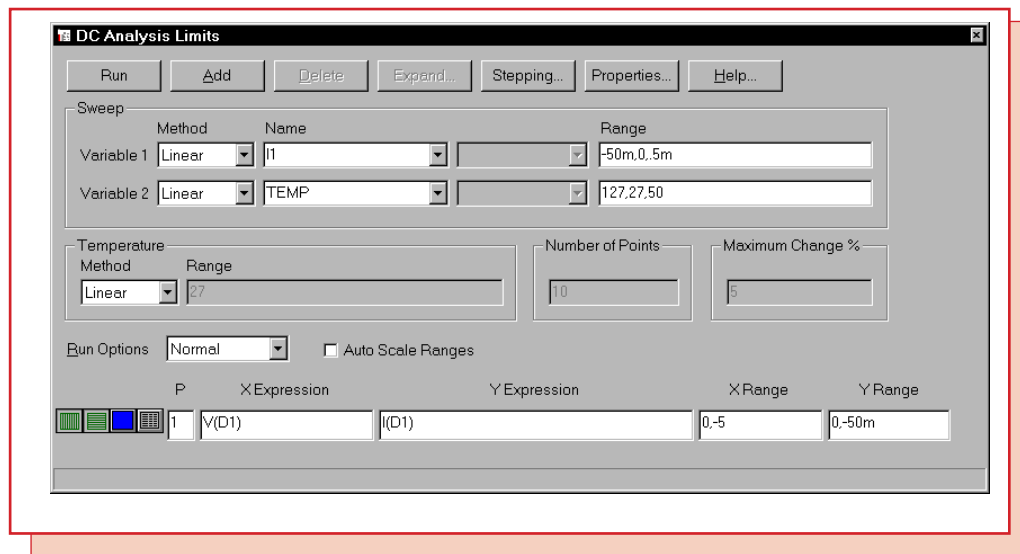 DC Analysis Limits
Run Add Delete Expand... Stepping... Properties... Help...
Sweep
Method Name Range
Variable 1 Linear I1 -50m,0,.5m
Variable 2 Linear TEMP 127,27,50
Temperature Number of Points Maximum Change %
Method Range
Linear 27 10 5
Run Options Normal Auto Scale Ranges
P X Expression Y Expression X Range Y Range
1 V(D1) I(D1) 0,-5 0,-50m